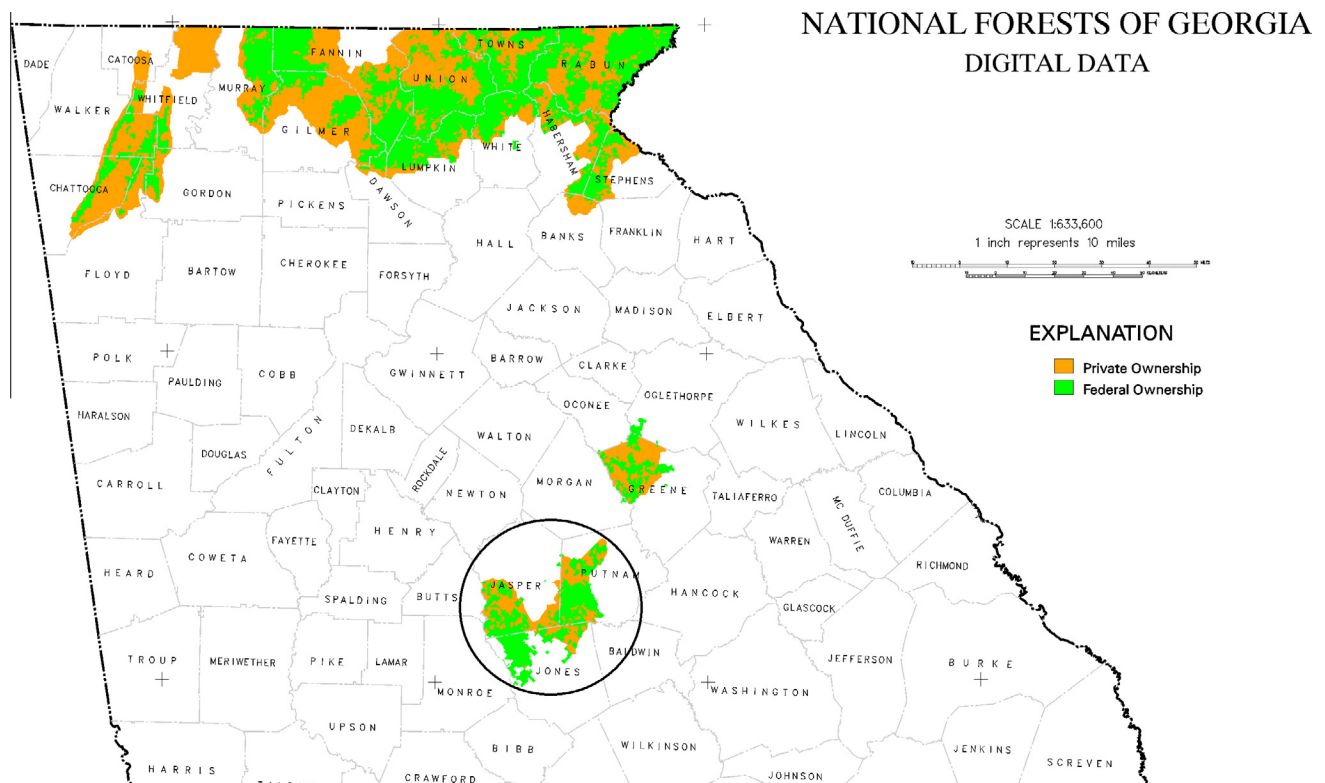 NATIONAL FORESTS OF GEORGIA
DIGITAL DATA
SCALE 1:633,600
1 inch represents 10 miles
EXPLANATION
Private Ownership
Federal Ownership
DADE
CATOOSA
FANNIN
TOWNS
UNION
RABUN
WALKER
WHITFIELD
MURRAY
GILMER
HABERSHAM
WHITE
LUMPKIN
CHATTOOGA
GORDON
PICKENS
DAWSON
STEPHENS
HALL
BANKS
FRANKLIN
HART
FLOYD
BARTOW
CHEROKEE
FORSYTH
JACKSON
MADISON
ELBERT
POLK
PAULDING
COBB
GWINNETT
BARROW
CLARKE
OCONEE
OGLETHORPE
HARALSON
DOUGLAS
FULTON
DEKALB
ROCKDALE
WALTON
WILKES
LINCOLN
CARROLL
CLAYTON
NEWTON
MORGAN
GREENE
TALIAFERRO
MC DUFFIE
COLUMBIA
HEARD
COWETA
FAYETTE
HENRY
WARREN
RICHMOND
SPALDING
BUTTS
JASPER
PUTNAM
HANCOCK
GLASCOCK
TROUP
MERIWETHER
PIKE
LAMAR
MONROE
JONES
BALDWIN
WASHINGTON
JEFFERSON
BURKE
UPSON
BIBB
WILKINSON
JENKINS
SCREVEN
HARRIS
CRAWFORD
JOHNSON